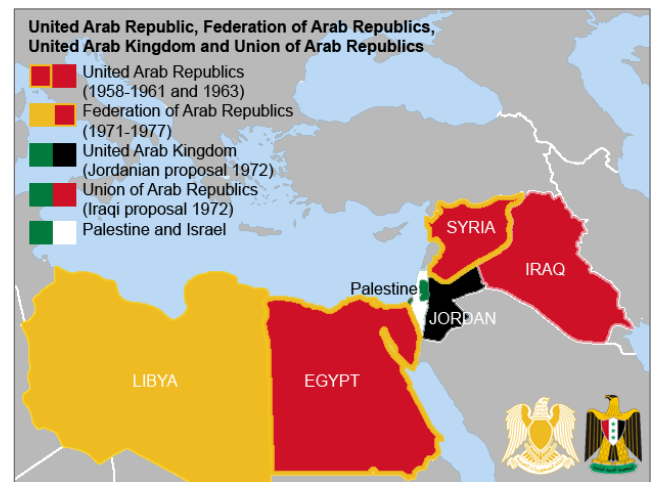 United Arab Republic, Federation of Arab Republics,
United Arab Kingdom and Union of Arab Republics
United Arab Republics
(1958-1961 and 1963)
Federation of Arab Republics
(1971-1977)
United Arab Kingdom
(Jordanian proposal 1972)
Union of Arab Republics
(Iraqi proposal 1972)
Palestine and Israel
SYRIA
IRAQ
Palestine
JORDAN
LIBYA
EGYPT